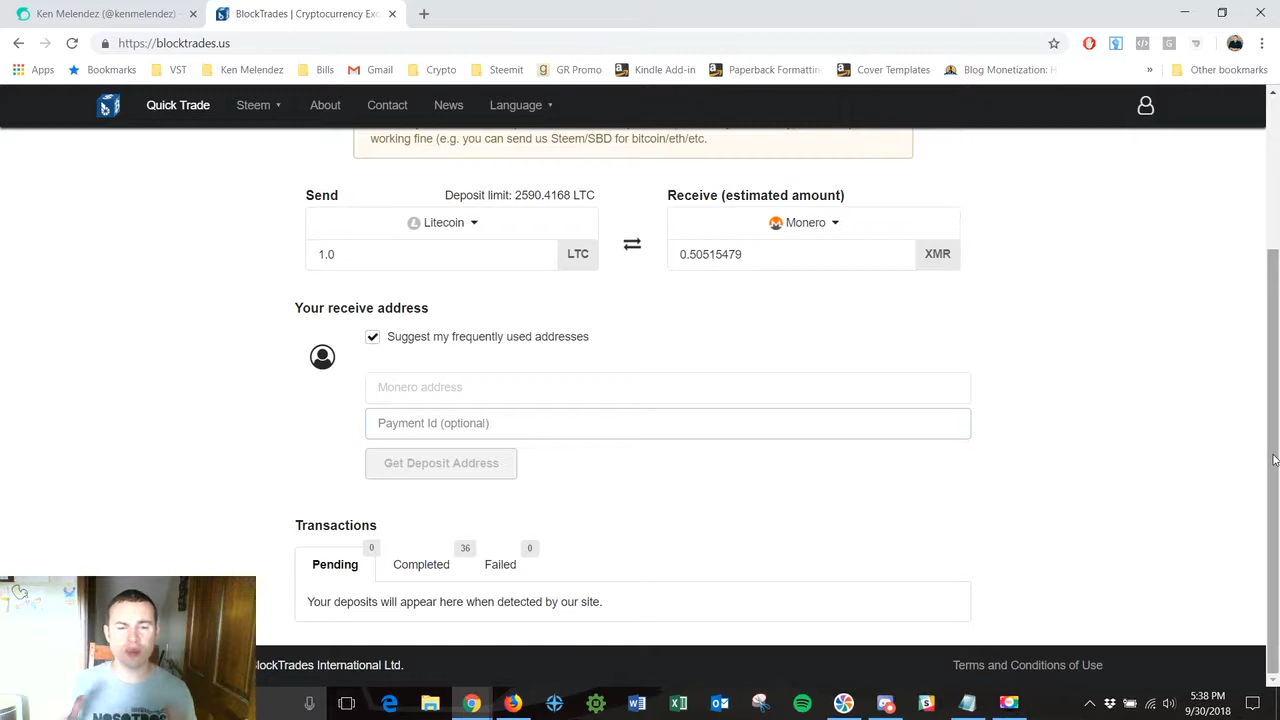 Ken Melendez (@kenmelendez)
BlockTrades | Cryptocurrency Exc
https://blocktrades.us
Apps Bookmarks VST Ken Melendez Bills Gmail Crypto Steemit GR Promo Kindle Add-in Paperback Formattin Cover Templates Blog Monetization: H » Other bookmarks
Quick Trade Steem About Contact News Language
working fine (e.g. you can send us Steem/SBD for bitcoin/eth/etc.
Send Deposit limit: 2590.4168 LTC Receive (estimated amount)
Litecoin Monero
1.0 LTC 0.50515479 XMR
Your receive address
Suggest my frequently used addresses
Monero address
Payment Id (optional)
Get Deposit Address
Transactions
0 36 0
Pending Completed Failed
Your deposits will appear here when detected by our site.
BlockTrades International Ltd. Terms and Conditions of Use
NOSOTROS
5:38 PM
9/30/2018